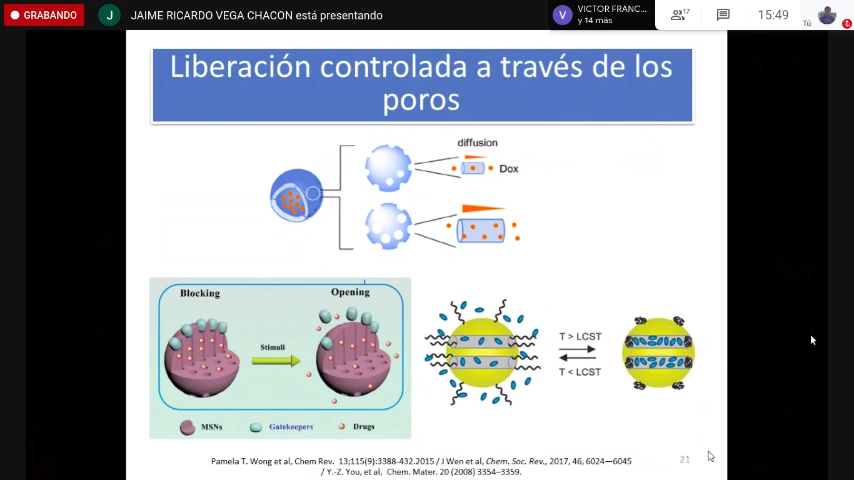 GRABANDO
J
JAIME RICARDO VEGA CHACON está presentando
V
VICTOR FRANC...
y 14 más
17
15:49
Tú
Liberación controlada a través de los
poros
diffusion
Dox
Blocking
Opening
Stimuli
MSNs
Gatekeepers
Drugs
T > LCST
T < LCST
Pamela T. Wong et al, Chem Rev. 13;115(9):3388-432.2015 / J Wen et al, Chem. Soc. Rev., 2017, 46, 6024—6045
/ Y.-Z. You, et al, Chem. Mater. 20 (2008) 3354–3359.
21